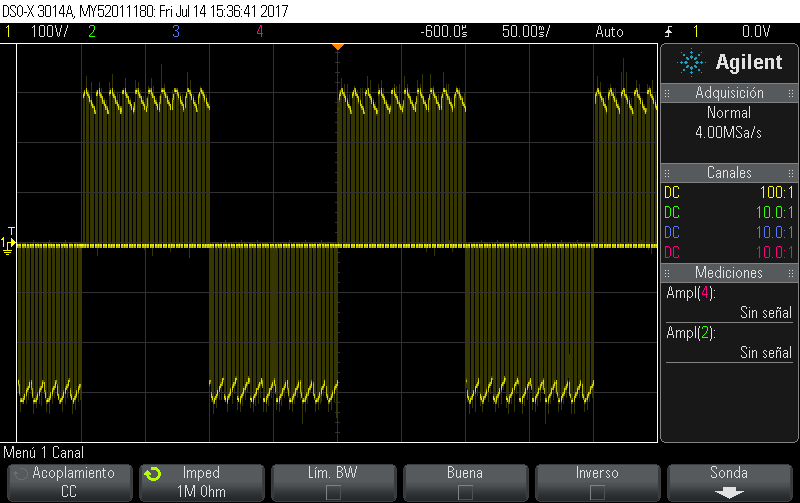 DSO-X 3014A, MY52011180: Fri Jul 14 15:36:41 2017
1 100V/ 2 3 4 -600.0µs 50.00ms/ Auto 1 0.0V
Agilent
Adquisición
Normal
4.00MSa/s
Canales
DC 100:1
DC 10.0:1
DC 10.0:1
DC 10.0:1
Mediciones
Ampl(4):
Sin señal
Ampl(2):
Sin señal
T
1
Menú 1 Canal
Acoplamiento
CC
Imped
1M Ohm
Lím. BW
Buena
Inverso
Sonda